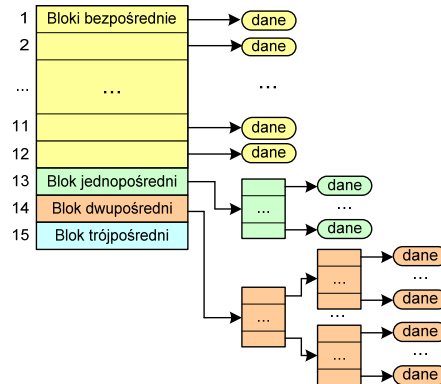 1 Bloki bezpośrednie dane
2 dane
... ... ...
11 dane
12 dane
13 Blok jednopośredni dane
... ...
14 Blok dwupośredni dane
15 Blok trójpośredni
dane
... ...
dane
... ...
dane
... ...
dane